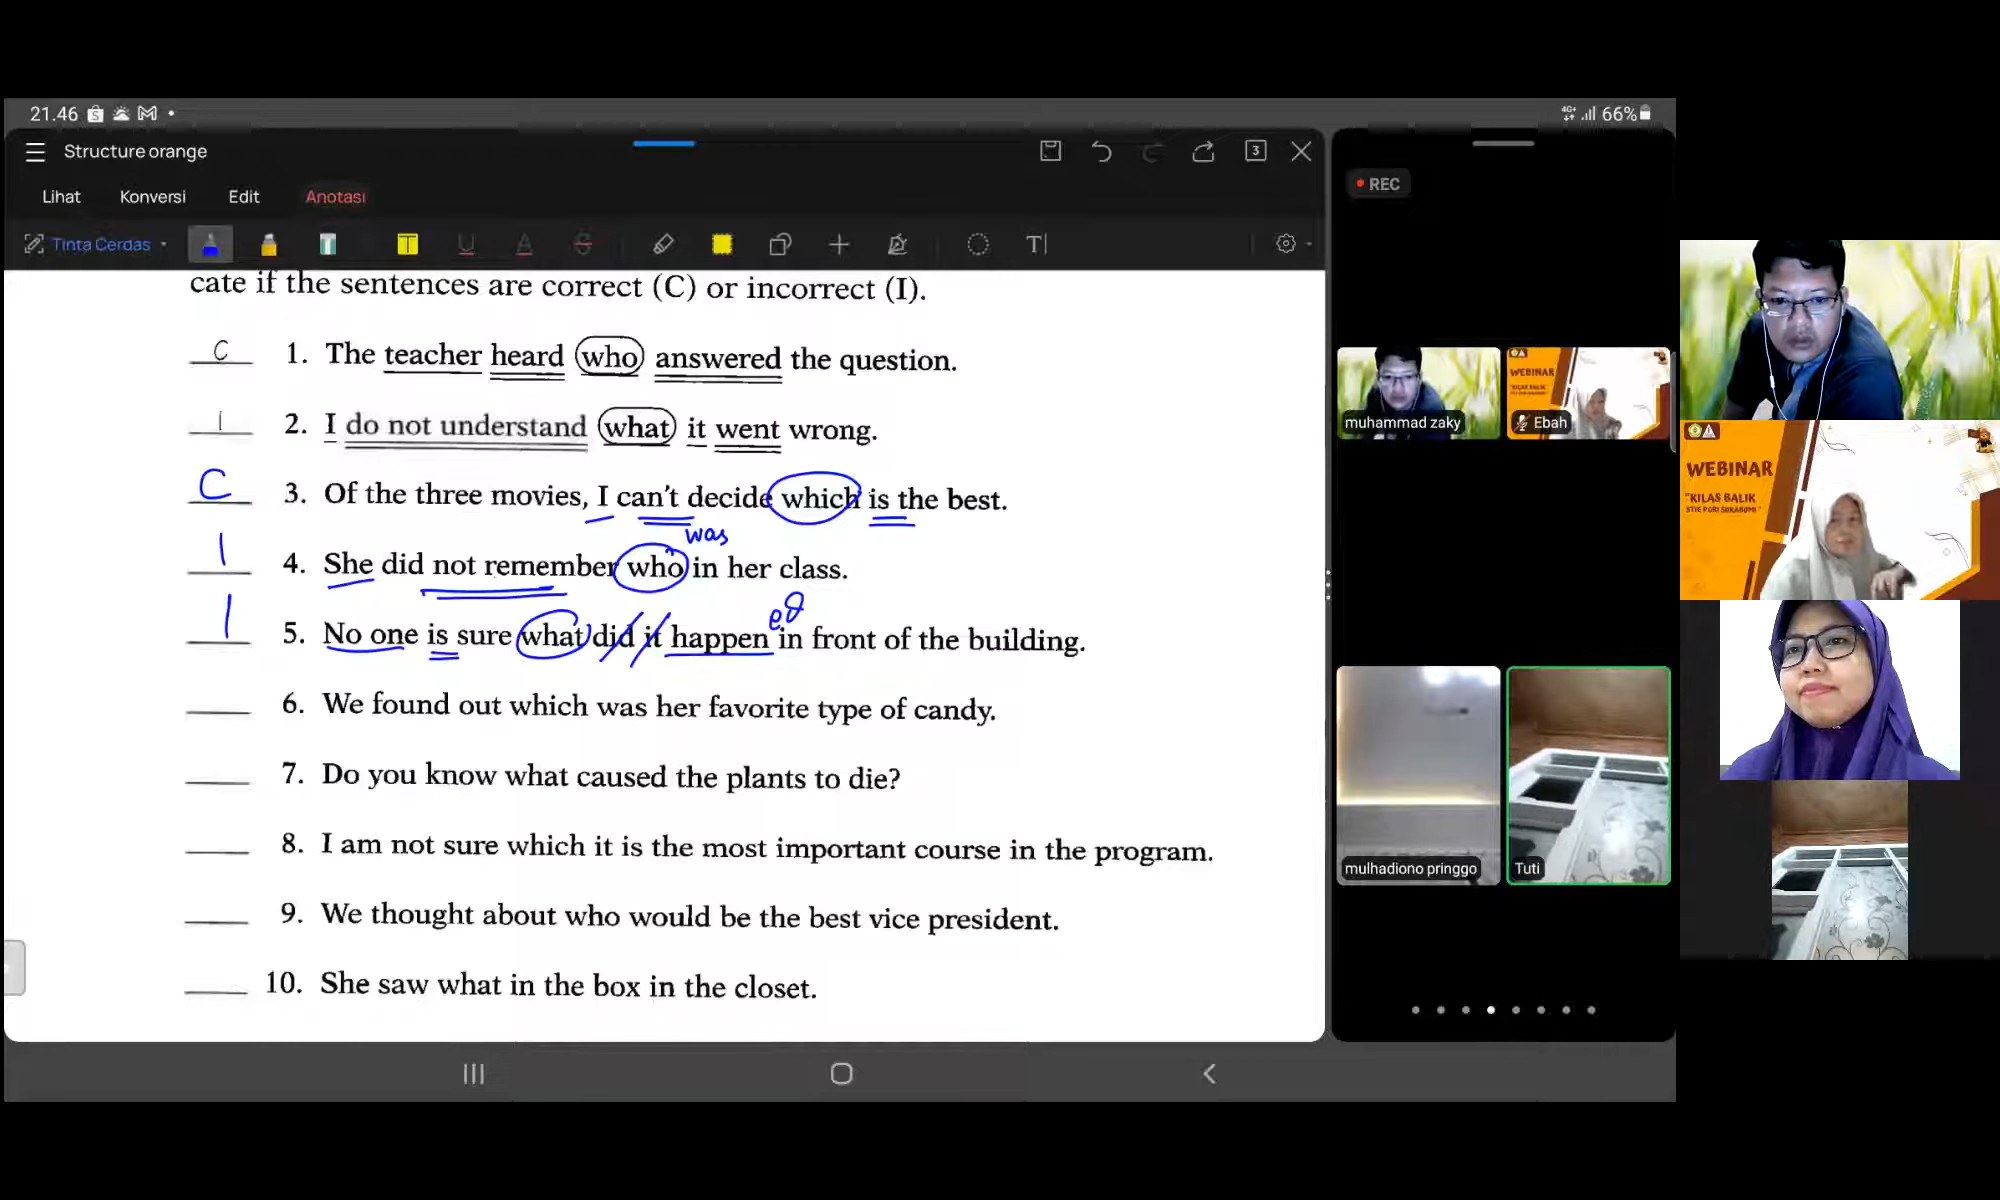 21.46
66%
Structure orange
3
Lihat Konversi Edit Anotasi
Tinta Cerdas
cate if the sentences are correct (C) or incorrect (I).
C 1. The teacher heard who answered the question.
I 2. I do not understand what it went wrong.
C 3. Of the three movies, I can't decide which is the best.
was
I 4. She did not remember who in her class.
ed
I 5. No one is sure what did it happen in front of the building.
6. We found out which was her favorite type of candy.
7. Do you know what caused the plants to die?
8. I am not sure which it is the most important course in the program.
9. We thought about who would be the best vice president.
10. She saw what in the box in the closet.
REC
muhammad zaky
WEBINAR
Ebah
mulhadiono pringgo
Tuti
WEBINAR
"KILAS BALIK
STIE PGRI SUKABUMI"